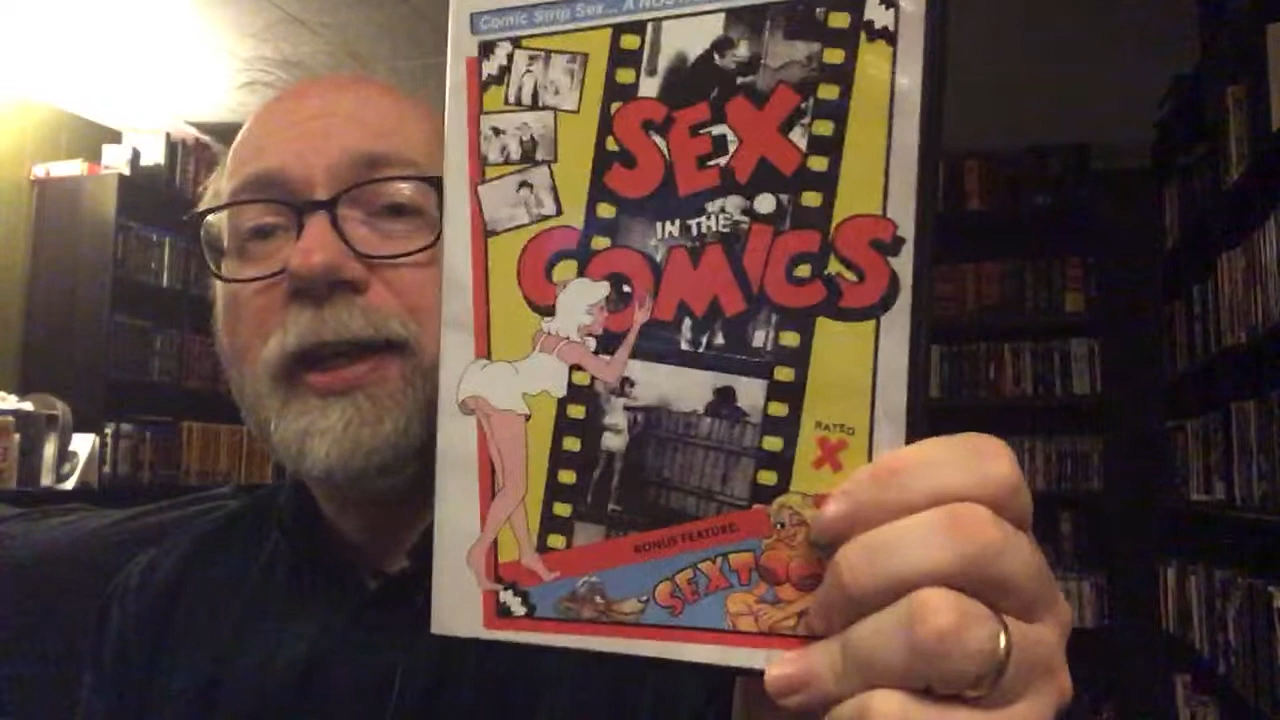 Comic Strip Sex... A
SEX
IN THE
COMICS
RATED
X
BONUS FEATURE:
SEXT